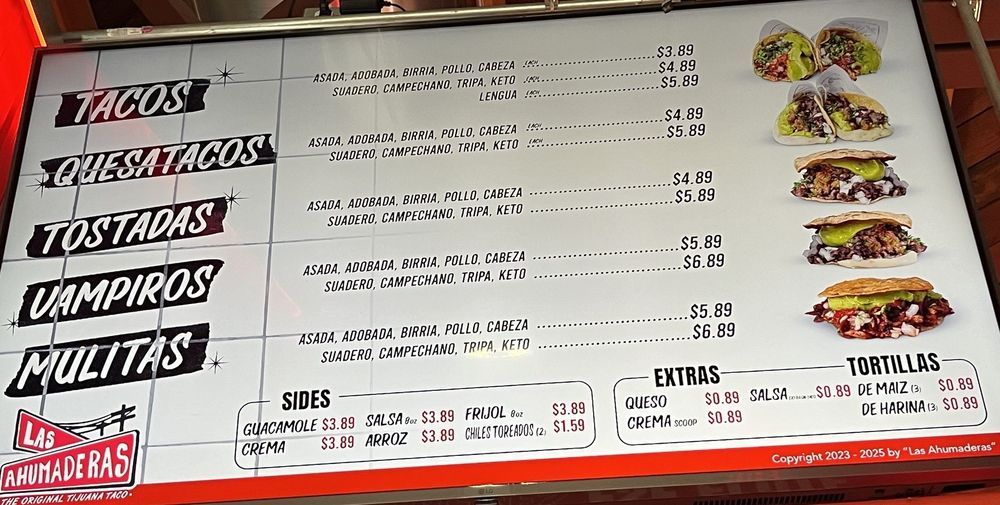 TACOS
ASADA, ADOBADA, BIRRIA, POLLO, CABEZA EACH $3.89
SUADERO, CAMPECHANO, TRIPA, KETO EACH $4.89
LENGUA EACH $5.89
QUESATACOS
ASADA, ADOBADA, BIRRIA, POLLO, CABEZA EACH $4.89
SUADERO, CAMPECHANO, TRIPA, KETO EACH $5.89
TOSTADAS
ASADA, ADOBADA, BIRRIA, POLLO, CABEZA $4.89
SUADERO, CAMPECHANO, TRIPA, KETO $5.89
VAMPIROS
ASADA, ADOBADA, BIRRIA, POLLO, CABEZA $5.89
SUADERO, CAMPECHANO, TRIPA, KETO $6.89
MULITAS
ASADA, ADOBADA, BIRRIA, POLLO, CABEZA $5.89
SUADERO, CAMPECHANO, TRIPA, KETO $6.89
SIDES
GUACAMOLE $3.89 SALSA 8oz $3.89 FRIJOL 8oz $3.89
CREMA $3.89 ARROZ $3.89 CHILES TOREADOS (2) $1.59
EXTRAS TORTILLAS
QUESO $0.89 SALSA $0.89 DE MAIZ (3) $0.89
CREMA SCOOP $0.89 DE HARINA (3) $0.89
LAS
AHUMADERAS
THE ORIGINAL TIJUANA TACO
Copyright 2023 - 2025 by "Las Ahumaderas"
LG